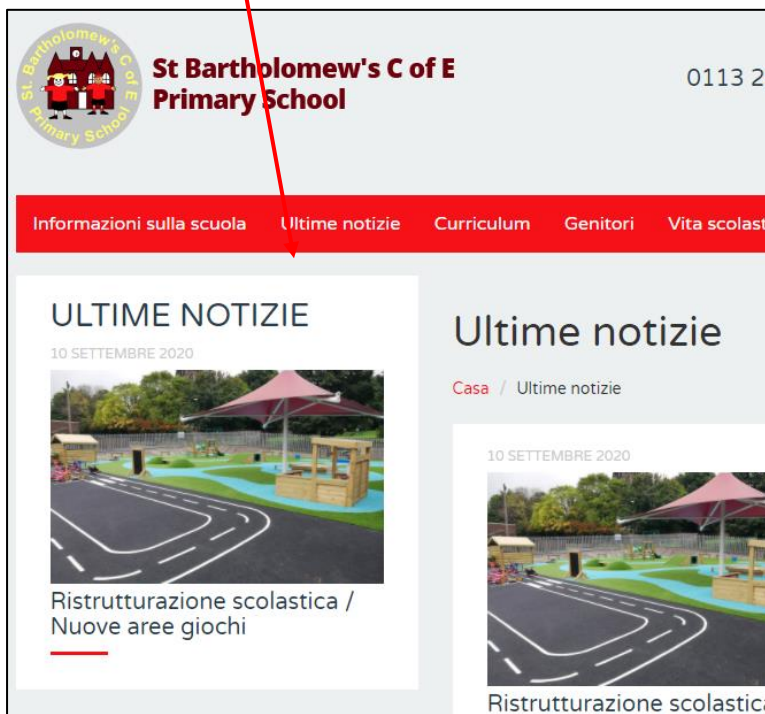 St. Bartholomew's C of E
Primary School
St Bartholomew's C of E
Primary School
0113 2
Informazioni sulla scuola Ultime notizie Curriculum Genitori Vita scolast
ULTIME NOTIZIE
10 SETTEMBRE 2020
Ristrutturazione scolastica /
Nuove aree giochi
Ultime notizie
Casa / Ultime notizie
10 SETTEMBRE 2020
Ristrutturazione scolastica